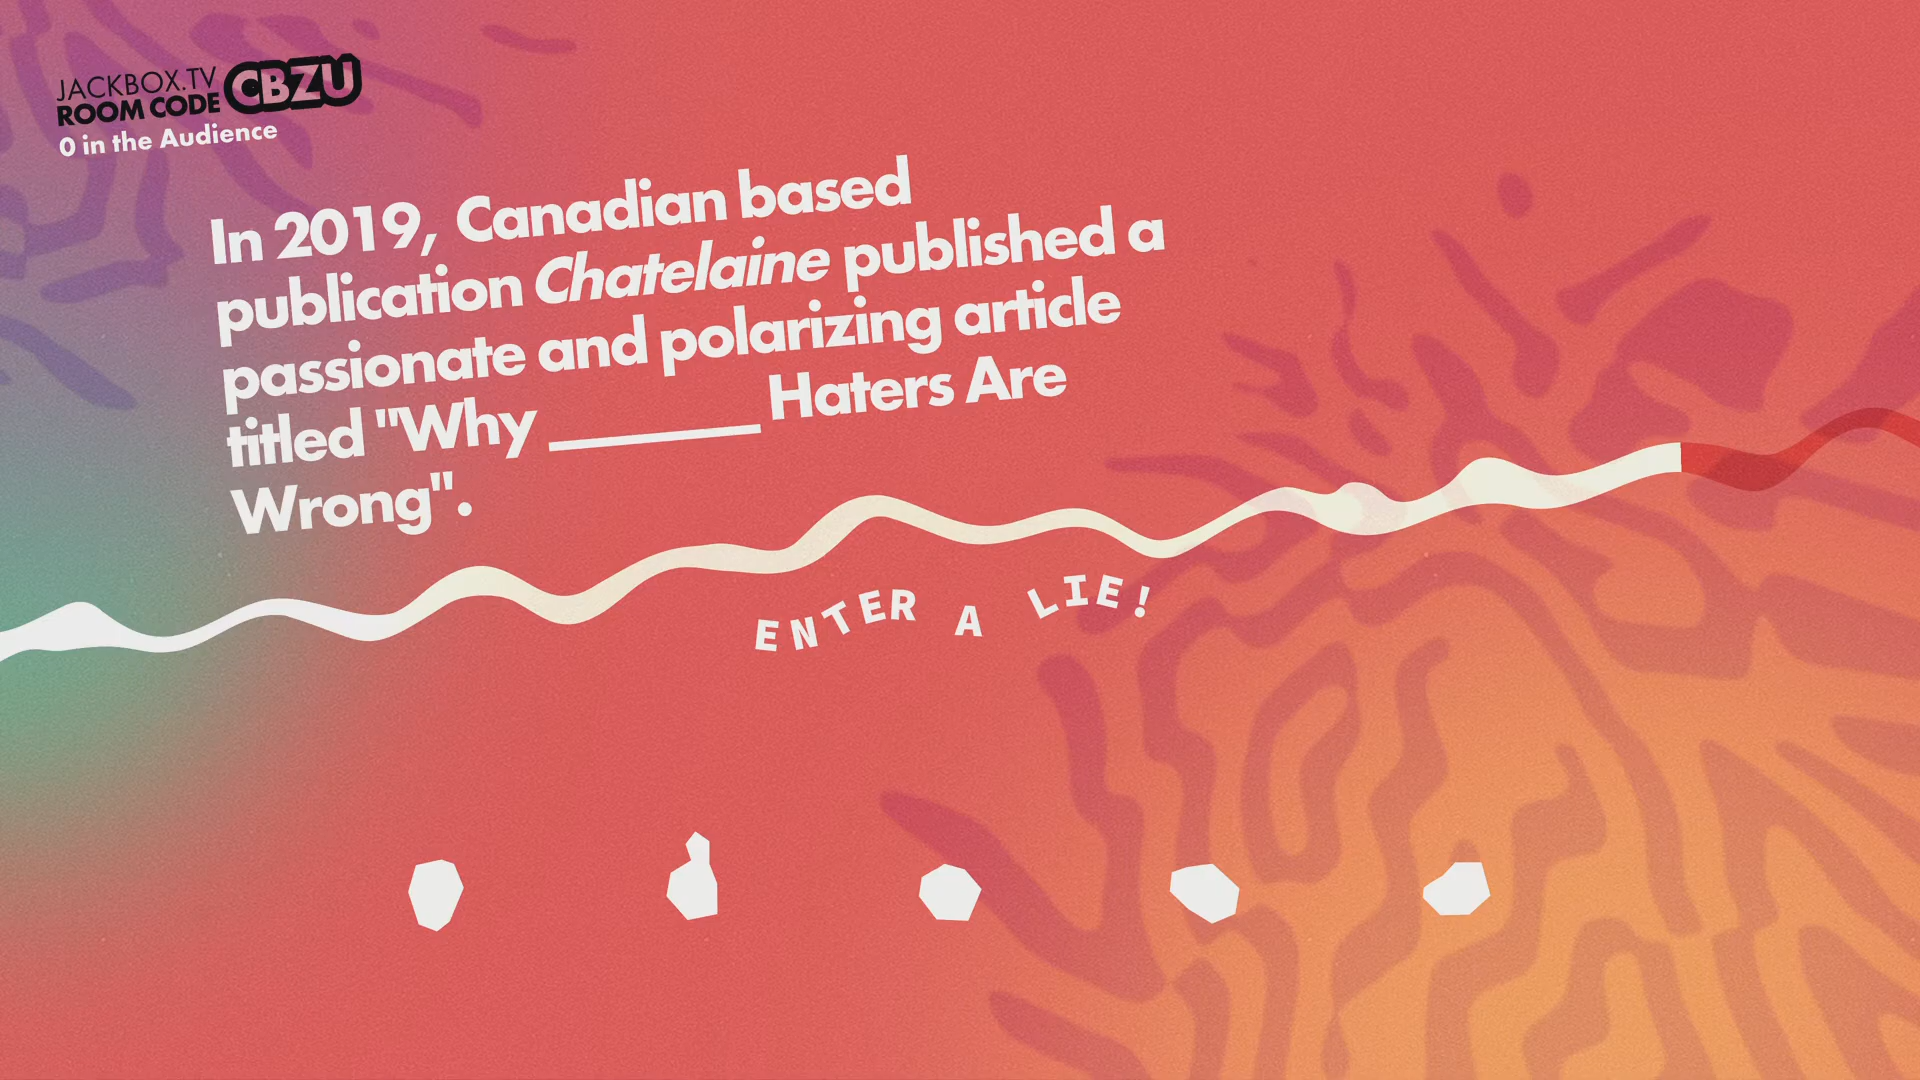 JACKBOX.TV
ROOM CODE CBZU
0 in the Audience
In 2019, Canadian based
publication Chatelaine published a
passionate and polarizing article
titled "Why ______ Haters Are
Wrong".
ENTER A LIE!